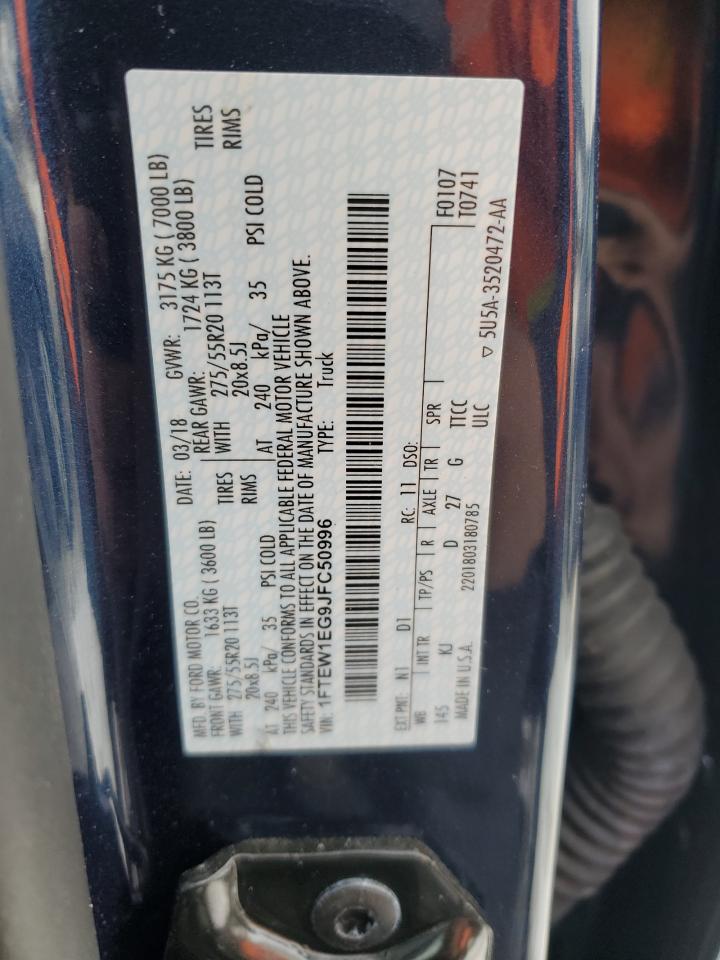 MFD. BY FORD MOTOR CO.
DATE: 03/18 GVWR: 3175 KG ( 7000 LB)
FRONT GAWR: 1633 KG ( 3600 LB) REAR GAWR: 1724 KG ( 3800 LB)
WITH 275/55R20 113T TIRES WITH 275/55R20 113T TIRES
20x8.5J RIMS 20x8.5J RIMS
AT 240 kPa/ 35 PSI COLD AT 240 kPa/ 35 PSI COLD
THIS VEHICLE CONFORMS TO ALL APPLICABLE FEDERAL MOTOR VEHICLE
SAFETY STANDARDS IN EFFECT ON THE DATE OF MANUFACTURE SHOWN ABOVE.
VIN: 1FTEW1EG9JFC50996 TYPE: Truck
EXT PNT: N1 D1 RC: 11 DSO: F0107
WB INT TR TP/PS R AXLE TR SPR T0741
145 KJ D 27 G TTCC
ULC
MADE IN U.S.A. 2201803180785 ▽ 5U5A-3520472-AA